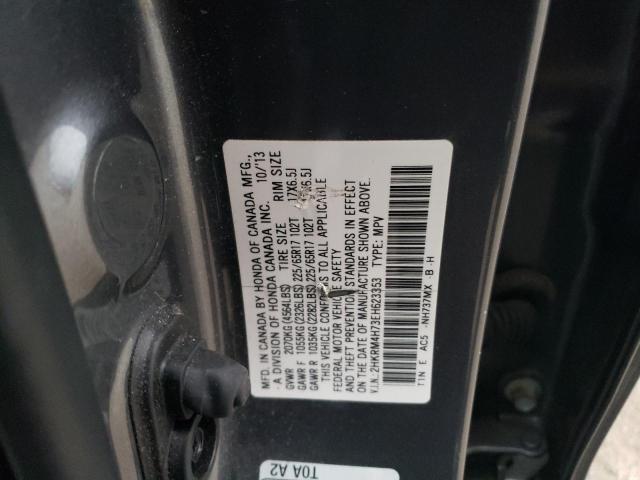 MFD. IN CANADA BY HONDA OF CANADA MFG.,
- A DIVISION OF HONDA CANADA INC. 10/'13
GVWR 2070KG(4564LBS) TIRE SIZE RIM SIZE
GAWR F 1055KG(2326LBS) 225/65R17 102T 17X6.5J
GAWR R 1035KG(2282LBS) 225/65R17 102T 6.5J
THIS VEHICLE CONFORMS TO ALL APPLICABLE
FEDERAL MOTOR VEHICLE SAFETY
AND THEFT PREVENTION STANDARDS IN EFFECT
ON THE DATE OF MANUFACTURE SHOWN ABOVE.
V.I.N.: 2HKRM4H73EH623353 TYPE: MPV
T1N E AC5 -NH737MX -B -H
T0A A2